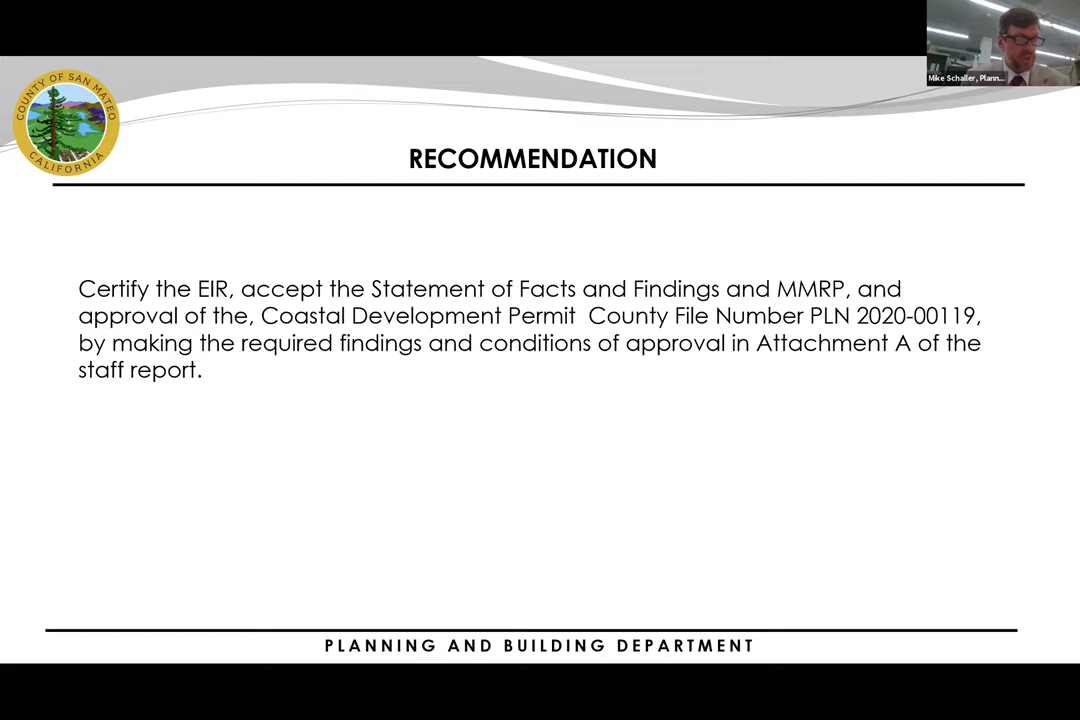 Mike Schaller, Plann...
COUNTY OF SAN MATEO
CALIFORNIA
RECOMMENDATION
Certify the EIR, accept the Statement of Facts and Findings and MMRP, and
approval of the, Coastal Development Permit  County File Number PLN 2020-00119,
by making the required findings and conditions of approval in Attachment A of the
staff report.
PLANNING AND BUILDING DEPARTMENT